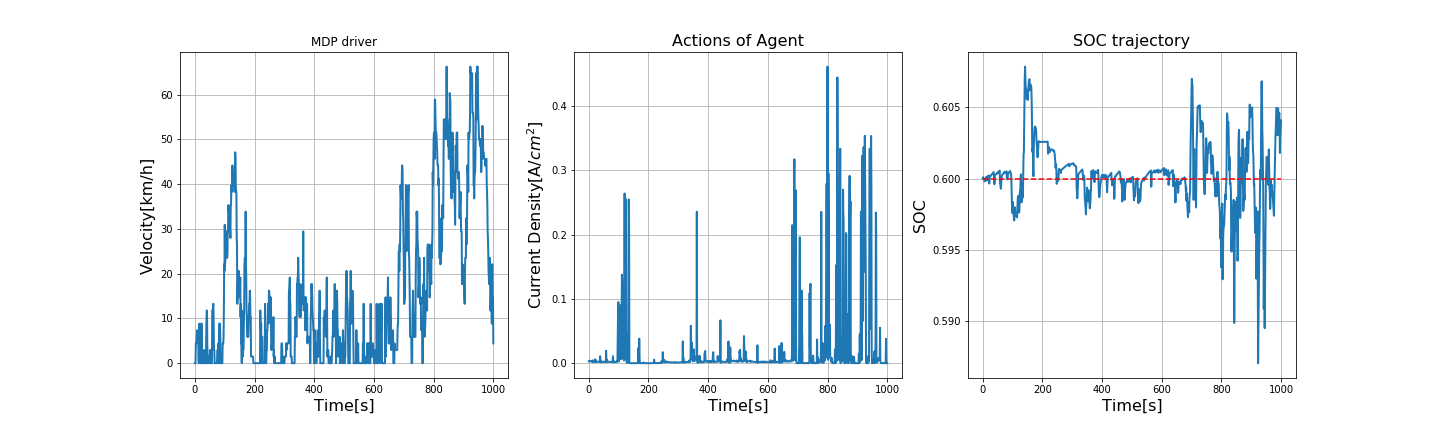 MDP driver
Velocity[km/h]
60
50
40
30
20
10
0
0 200 400 600 800 1000
Time[s]
Actions of Agent
Current Density[A/cm²]
0.4
0.3
0.2
0.1
0.0
0 200 400 600 800 1000
Time[s]
SOC trajectory
SOC
0.605
0.600
0.595
0.590
0 200 400 600 800 1000
Time[s]